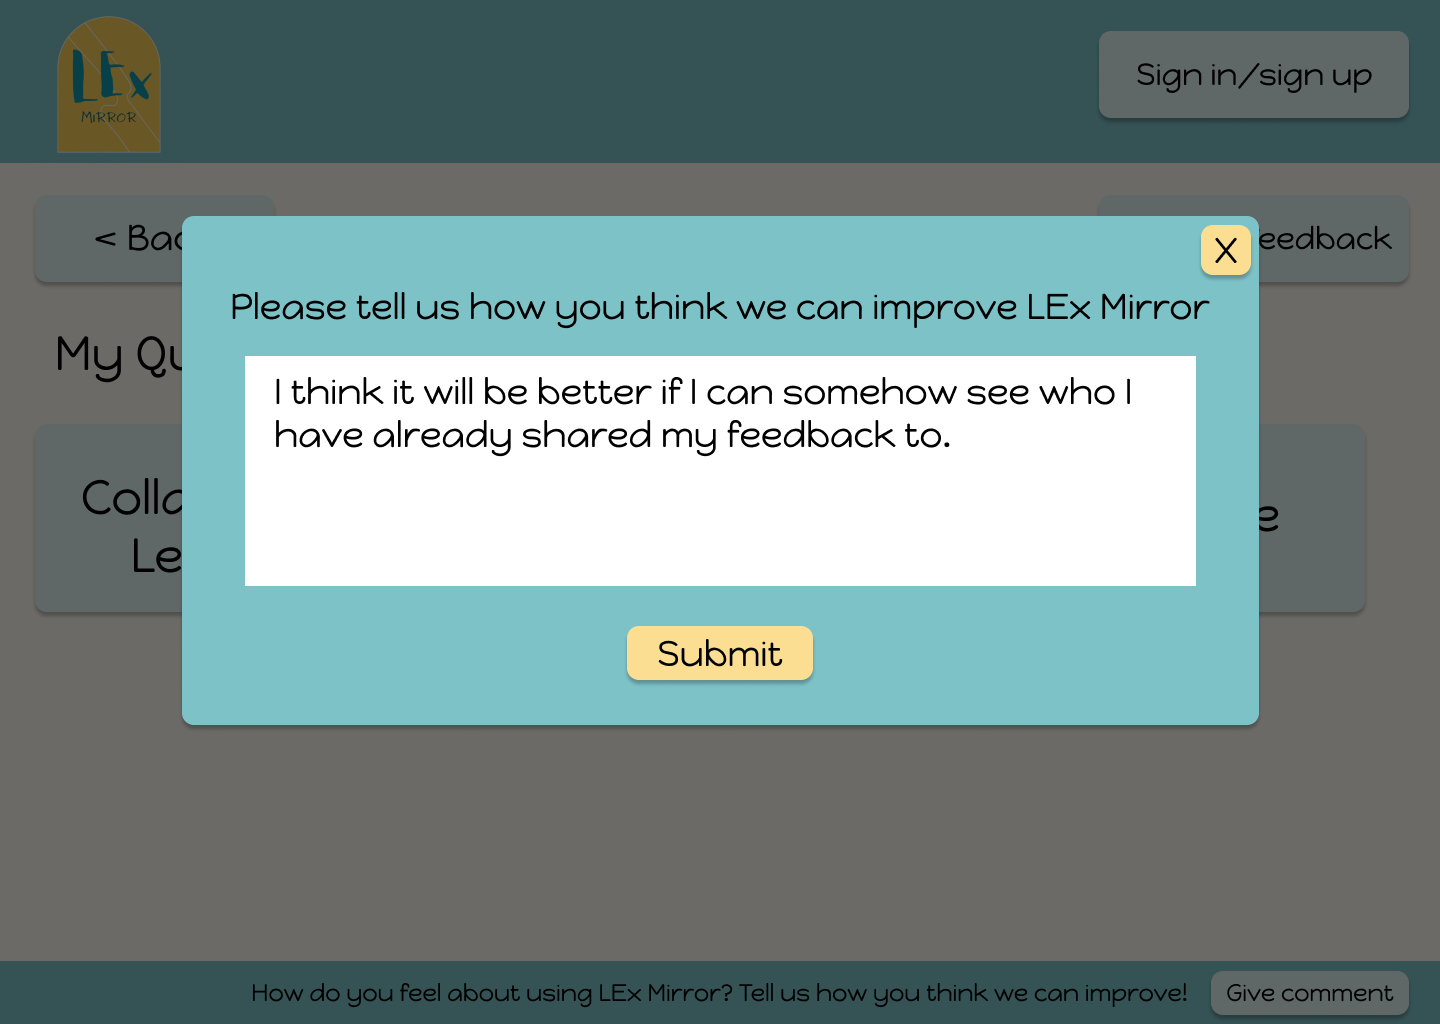 LEx
MIRROR
Sign in/sign up
< Bac
eedback
Please tell us how you think we can improve LEx Mirror
X
I think it will be better if I can somehow see who I
have already shared my feedback to.
Submit
My Qu
Colla
Le
e
How do you feel about using LEx Mirror? Tell us how you think we can improve!
Give comment